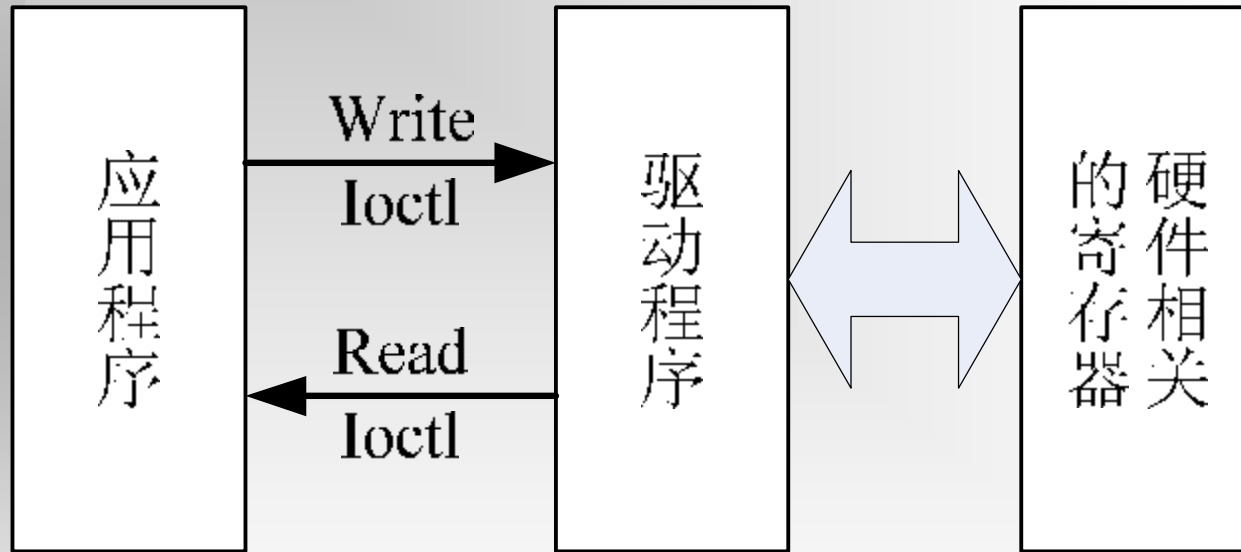 应用程序
Write
Ioctl
Read
Ioctl
驱动程序
硬件相关
的寄存器